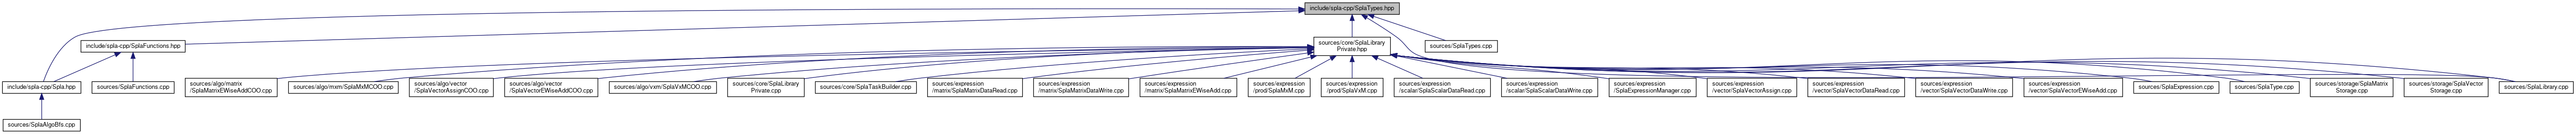 include/spla-cpp/SplaTypes.hpp
include/spla-cpp/SplaFunctions.hpp
sources/core/SplaLibrary
Private.hpp
sources/SplaTypes.cpp
include/spla-cpp/Spla.hpp
sources/SplaFunctions.cpp
sources/algo/matrix
/SplaMatrixEWiseAddCOO.cpp
sources/algo/mxm/SplaMxMCOO.cpp
sources/algo/vector
/SplaVectorAssignCOO.cpp
sources/algo/vector
/SplaVectorEWiseAddCOO.cpp
sources/algo/vxm/SplaVxMCOO.cpp
sources/core/SplaLibrary
Private.cpp
sources/core/SplaTaskBuilder.cpp
sources/expression
/matrix/SplaMatrixDataRead.cpp
sources/expression
/matrix/SplaMatrixDataWrite.cpp
sources/expression
/matrix/SplaMatrixEWiseAdd.cpp
sources/expression
/prod/SplaMxM.cpp
sources/expression
/prod/SplaVxM.cpp
sources/expression
/scalar/SplaScalarDataRead.cpp
sources/expression
/scalar/SplaScalarDataWrite.cpp
sources/expression
/SplaExpressionManager.cpp
sources/expression
/vector/SplaVectorAssign.cpp
sources/expression
/vector/SplaVectorDataRead.cpp
sources/expression
/vector/SplaVectorDataWrite.cpp
sources/expression
/vector/SplaVectorEWiseAdd.cpp
sources/SplaExpression.cpp
sources/SplaType.cpp
sources/storage/SplaMatrix
Storage.cpp
sources/storage/SplaVector
Storage.cpp
sources/SplaLibrary.cpp
sources/SplaAlgoBfs.cpp